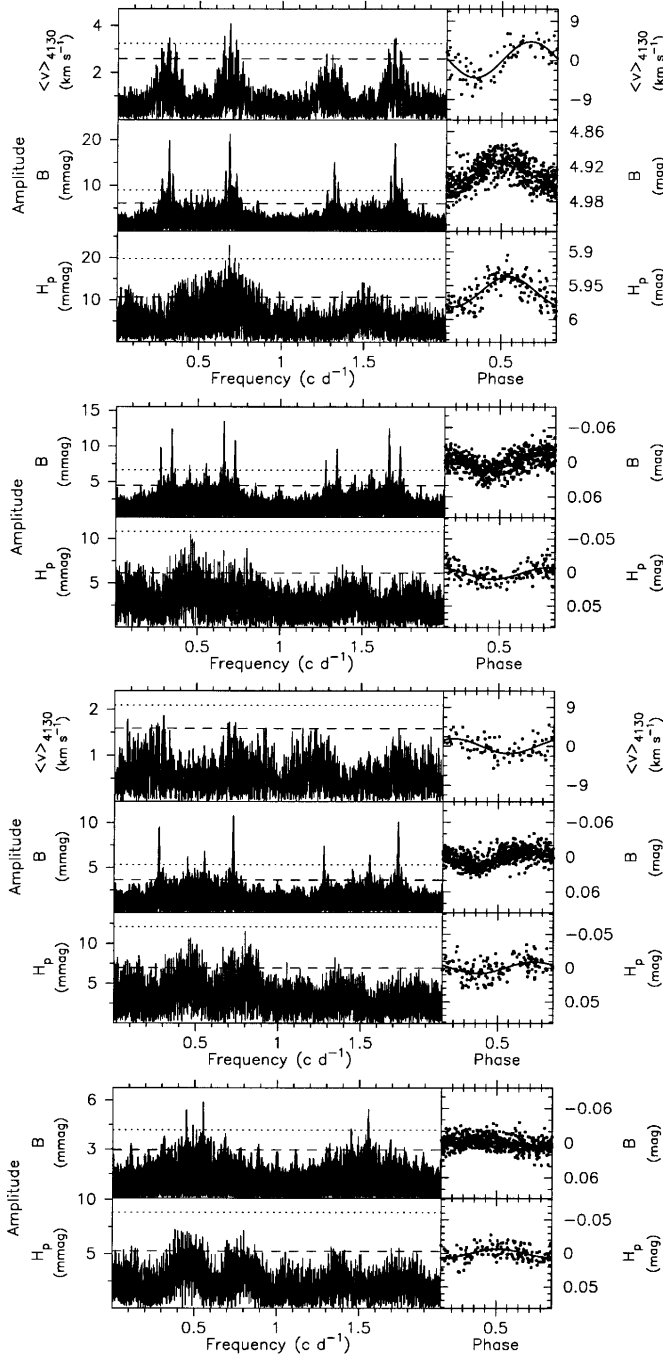 <v>4130 (km s⁻¹) 4 2 9 0 −9 <v>4130 (km s⁻¹)
Amplitude B (mmag) 20 10 4.86 4.92 4.98 B (mag)
Hp (mmag) 20 10 5.9 5.95 6 Hp (mag)
0.5 1 1.5 0.5
Frequency (c d⁻¹) Phase
Amplitude B (mmag) 15 10 5 −0.06 0 0.06 B (mag)
Hp (mmag) 10 5 −0.05 0 0.05 Hp (mag)
0.5 1 1.5 0.5
Frequency (c d⁻¹) Phase
<v>4130 (km s⁻¹) 2 1 9 0 −9 <v>4130 (km s⁻¹)
Amplitude B (mmag) 10 5 −0.06 0 0.06 B (mag)
Hp (mmag) 10 5 −0.05 0 0.05 Hp (mag)
0.5 1 1.5 0.5
Frequency (c d⁻¹) Phase
Amplitude B (mmag) 6 3 −0.06 0 0.06 B (mag)
Hp (mmag) 10 5 −0.05 0 0.05 Hp (mag)
0.5 1 1.5 0.5
Frequency (c d⁻¹) Phase